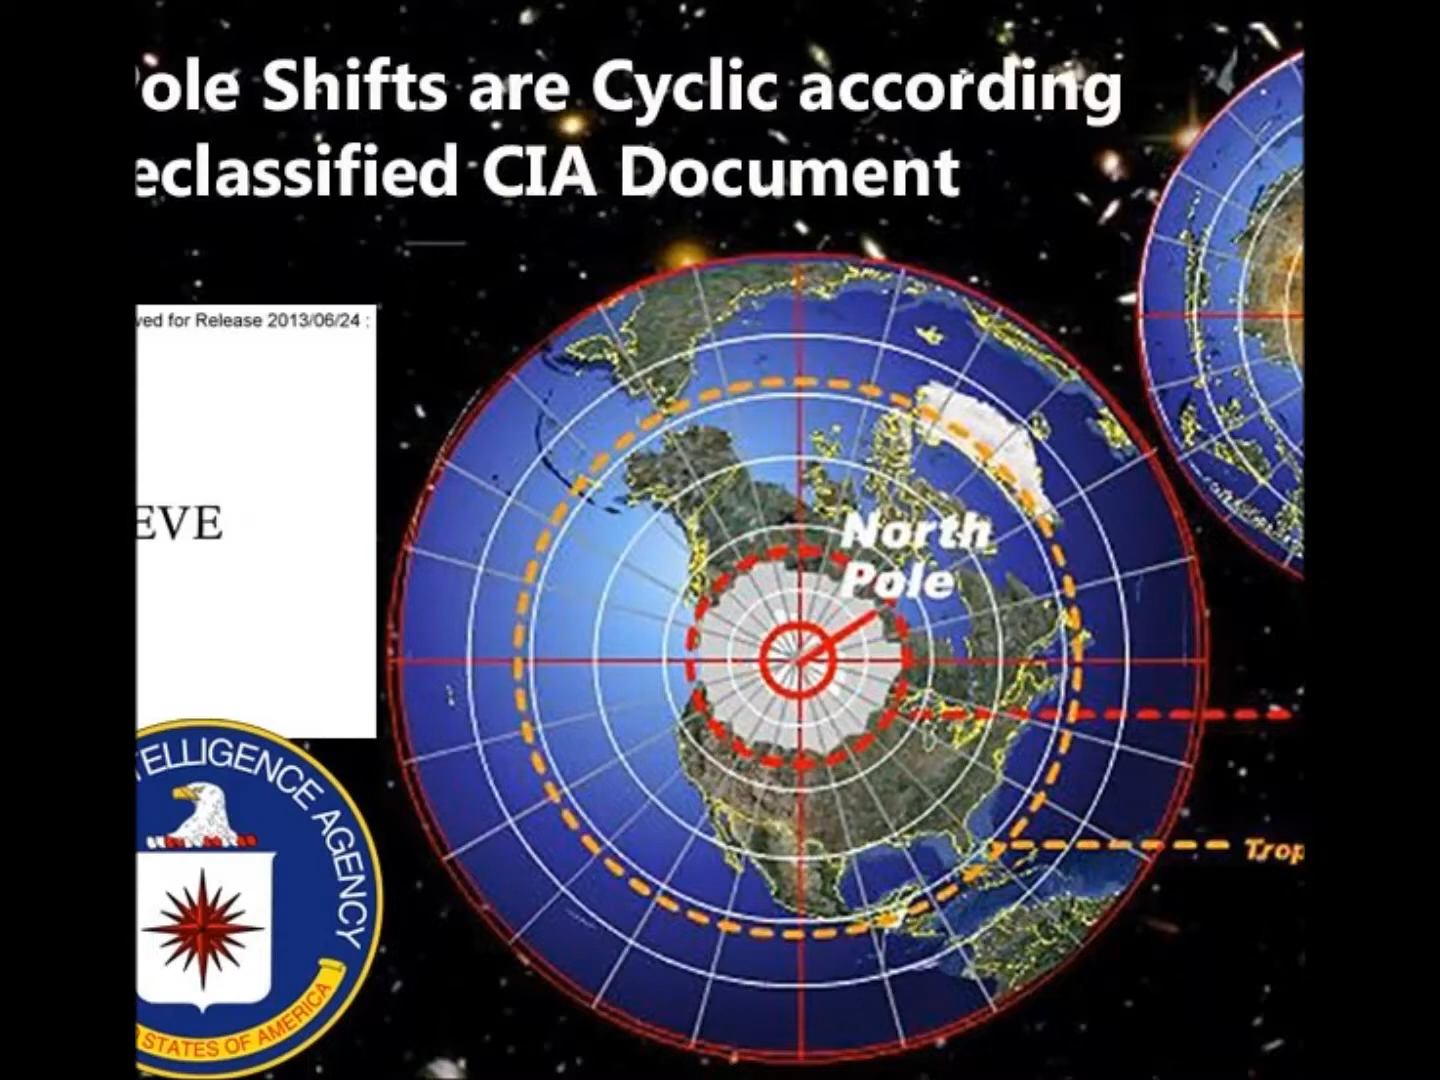 ole Shifts are Cyclic according
eclassified CIA Document
ved for Release 2013/06/24 :
EVE
North
Pole
Trop
TELLIGENCE AGENCY
STATES OF AMERICA